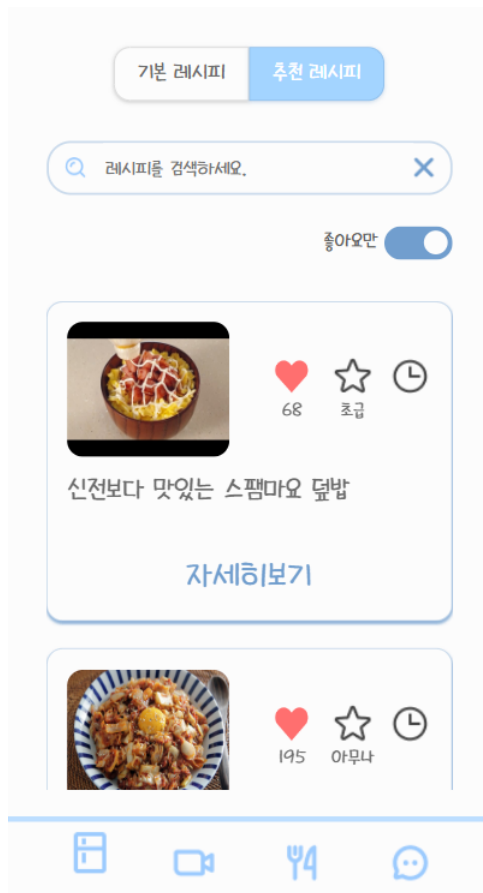 기본 레시피 추천 레시피
레시피를 검색하세요.
좋아요만
68 초급
신전보다 맛있는 스팸마요 덮밥
자세히보기
195 아무나